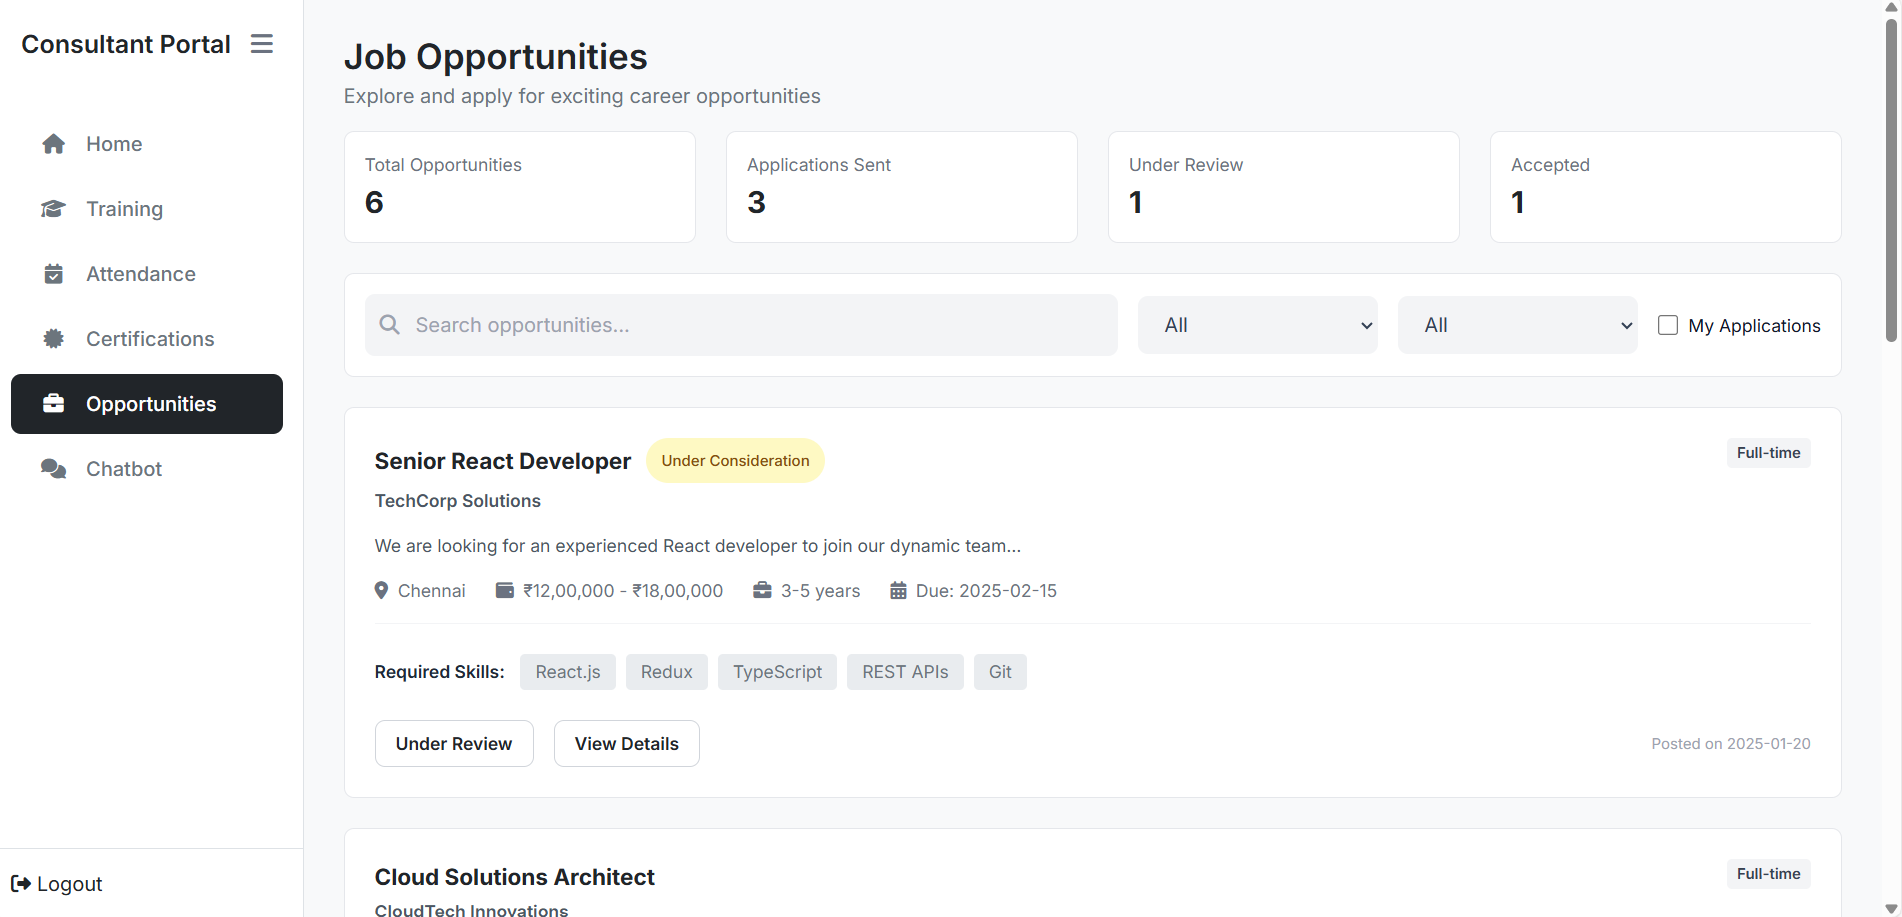 Consultant Portal
Home
Training
Attendance
Certifications
Opportunities
Chatbot
Logout
Job Opportunities
Explore and apply for exciting career opportunities
Total Opportunities
6
Applications Sent
3
Under Review
1
Accepted
1
Search opportunities...
All
All
My Applications
Senior React Developer
Under Consideration
Full-time
TechCorp Solutions
We are looking for an experienced React developer to join our dynamic team...
Chennai
₹12,00,000 - ₹18,00,000
3-5 years
Due: 2025-02-15
Required Skills:
React.js
Redux
TypeScript
REST APIs
Git
Under Review
View Details
Posted on 2025-01-20
Cloud Solutions Architect
Full-time
CloudTech Innovations